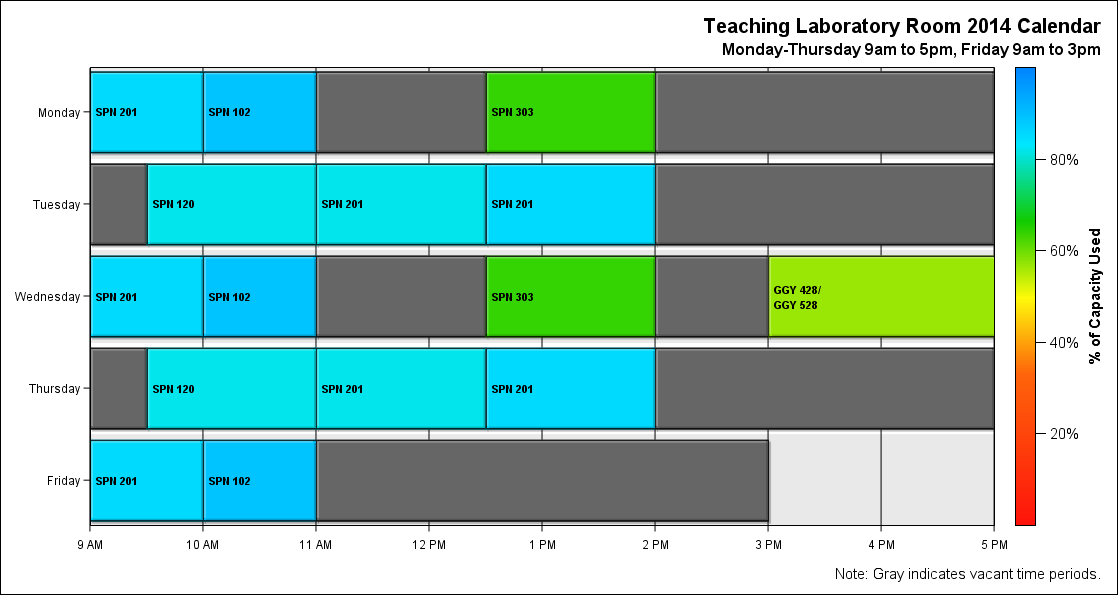 Teaching Laboratory Room 2014 Calendar
Monday-Thursday 9am to 5pm, Friday 9am to 3pm
Monday
SPN 201
SPN 102
SPN 303
Tuesday
SPN 120
SPN 201
SPN 201
Wednesday
SPN 201
SPN 102
SPN 303
GGY 428/
GGY 528
Thursday
SPN 120
SPN 201
SPN 201
Friday
SPN 201
SPN 102
9 AM
10 AM
11 AM
12 PM
1 PM
2 PM
3 PM
4 PM
5 PM
80%
60%
40%
20%
% of Capacity Used
Note: Gray indicates vacant time periods.